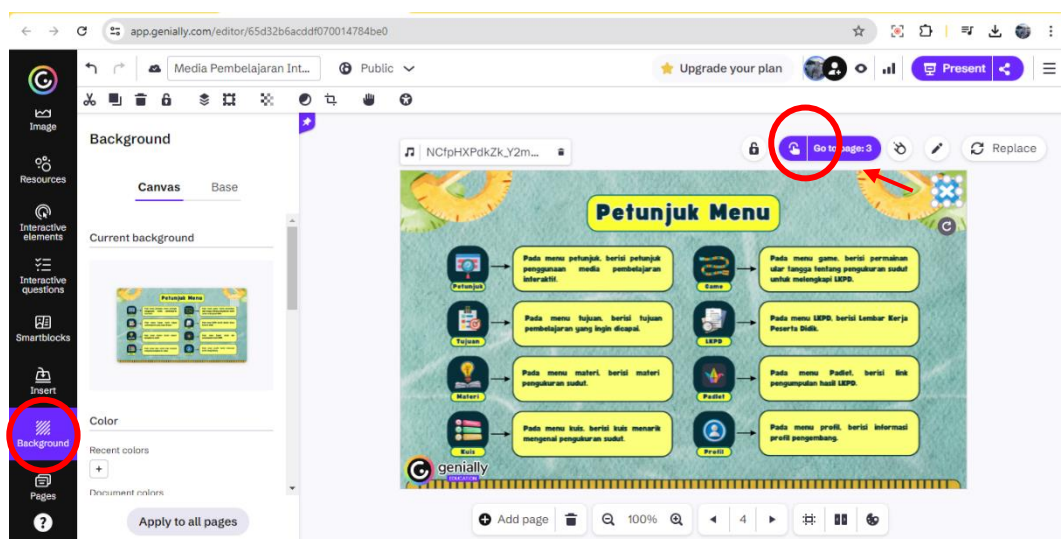 app.genially.com/editor/65d32b6acddf070014784be0
Media Pembelajaran Int...
Public
Upgrade your plan
Present
Image
Resources
Interactive
elements
Interactive
questions
Smartblocks
Insert
Background
Pages
?
Background
Canvas Base
Current background
Color
Recent colors
+
Document colors
Apply to all pages
NCfpHXPdkZk_Y2m...
Go to page: 3
Replace
Petunjuk Menu
Petunjuk
Pada menu petunjuk, berisi petunjuk
penggunaan media pembelajaran
interaktif.
Tujuan
Pada menu tujuan, berisi tujuan
pembelajaran yang ingin dicapai.
Materi
Pada menu materi, berisi materi
pengukuran sudut.
Kuis
Pada menu kuis, berisi kuis menarik
mengenai pengukuran sudut.
Game
Pada menu game, berisi permainan
ular tangga tentang pengukuran sudut
untuk melengkapi LKPD.
LKPD
Pada menu LKPD, berisi Lembar Kerja
Peserta Didik.
Padlet
Pada menu Padlet, berisi link
pengumpulan hasil LKPD.
Profil
Pada menu profil, berisi informasi
profil pengembang.
genially
EDUCATION
Add page
100%
4